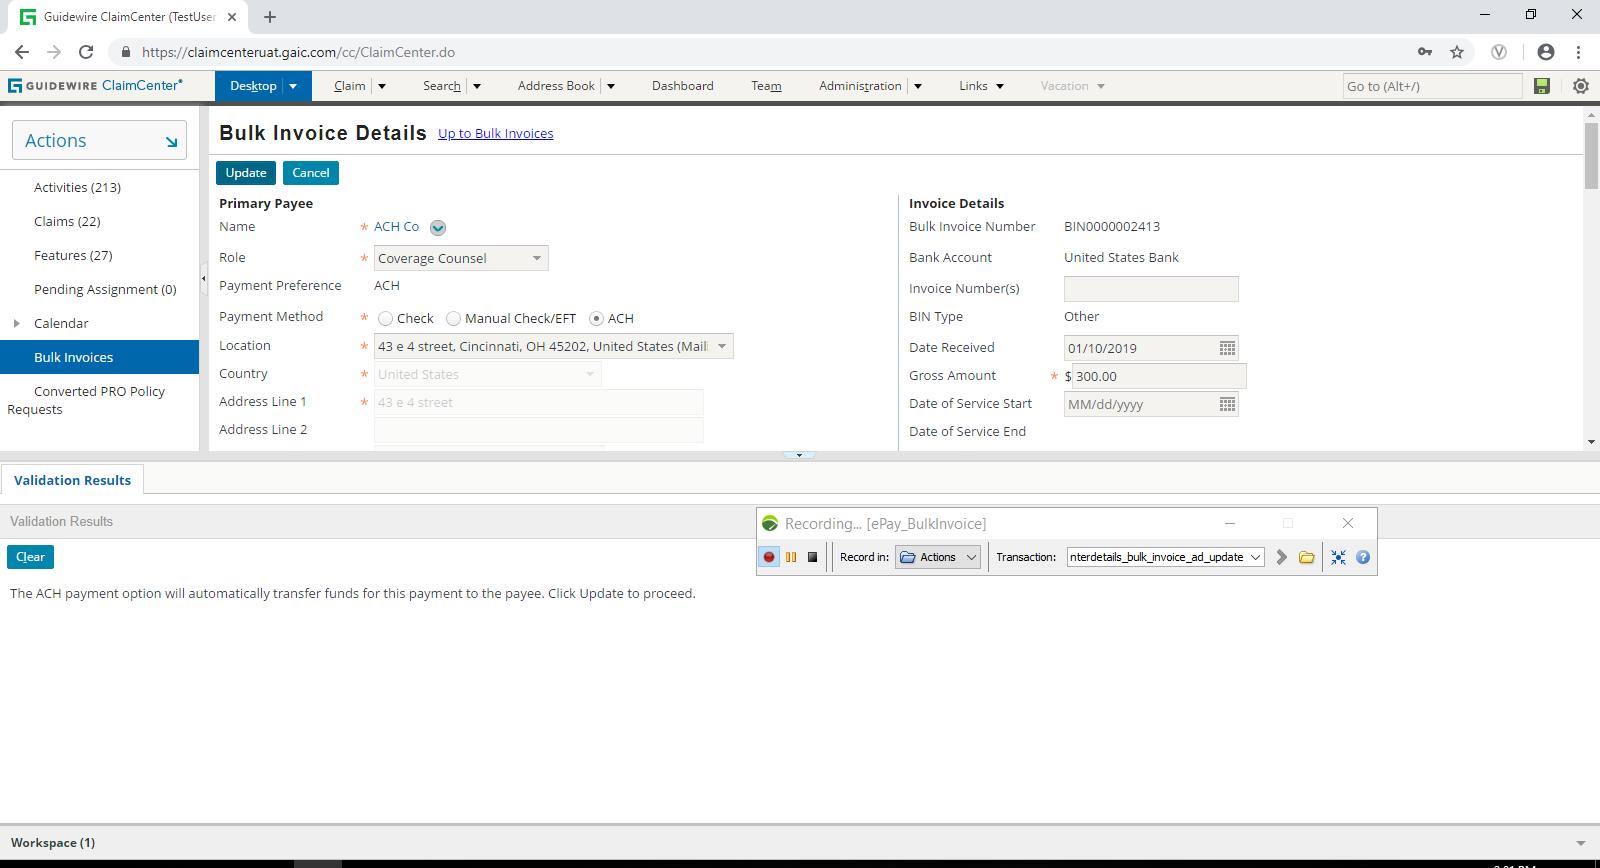 Guidewire ClaimCenter (TestUser
https://claimcenteruat.gaic.com/cc/ClaimCenter.do
GUIDEWIRE ClaimCenter®
Desktop Claim Search Address Book Dashboard Team Administration Links Vacation Go to (Alt+/)
Actions
Activities (213)
Claims (22)
Features (27)
Pending Assignment (0)
Calendar
Bulk Invoices
Converted PRO Policy
Requests
Bulk Invoice Details Up to Bulk Invoices
Update Cancel
Primary Payee
Name * ACH Co
Role * Coverage Counsel
Payment Preference ACH
Payment Method * Check Manual Check/EFT ACH
Location * 43 e 4 street, Cincinnati, OH 45202, United States (Maili
Country * United States
Address Line 1 * 43 e 4 street
Address Line 2
Invoice Details
Bulk Invoice Number BIN0000002413
Bank Account United States Bank
Invoice Number(s)
BIN Type Other
Date Received 01/10/2019
Gross Amount * $ 300.00
Date of Service Start MM/dd/yyyy
Date of Service End
Validation Results
Validation Results
Clear
The ACH payment option will automatically transfer funds for this payment to the payee. Click Update to proceed.
Recording... [ePay_BulkInvoice]
Record in: Actions Transaction: nterdetails_bulk_invoice_ad_update
Workspace (1)